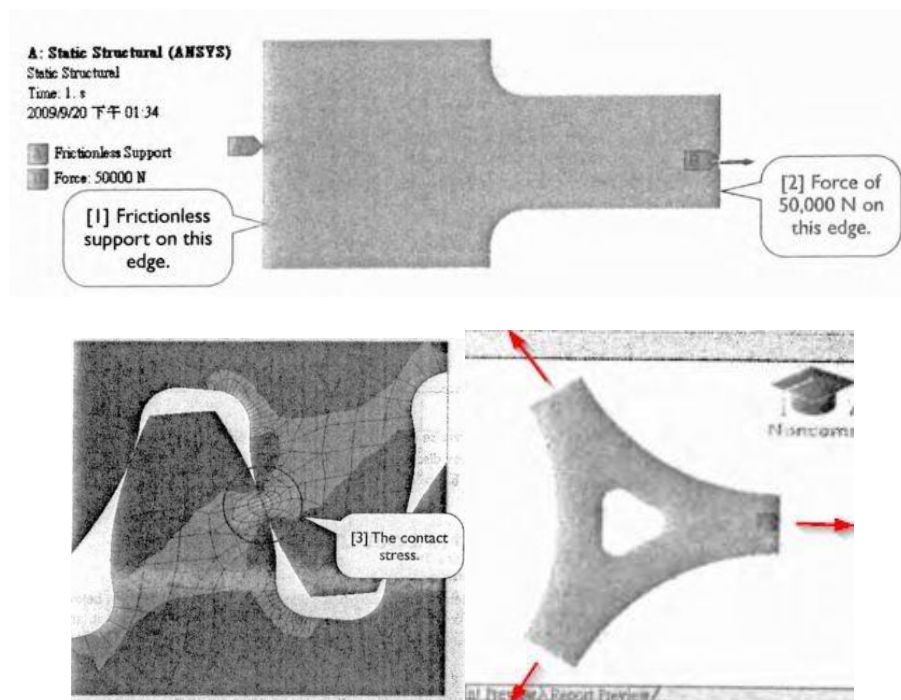 A: Static Structural (ANSYS)
Static Structural
Time: 1. s
2009/9/20 下午 01:34
Frictionless Support
Force: 50000 N
[1] Frictionless
support on this
edge.
[2] Force of
50,000 N on
this edge.
[3] The contact
stress.
Noncomm
Report Preview